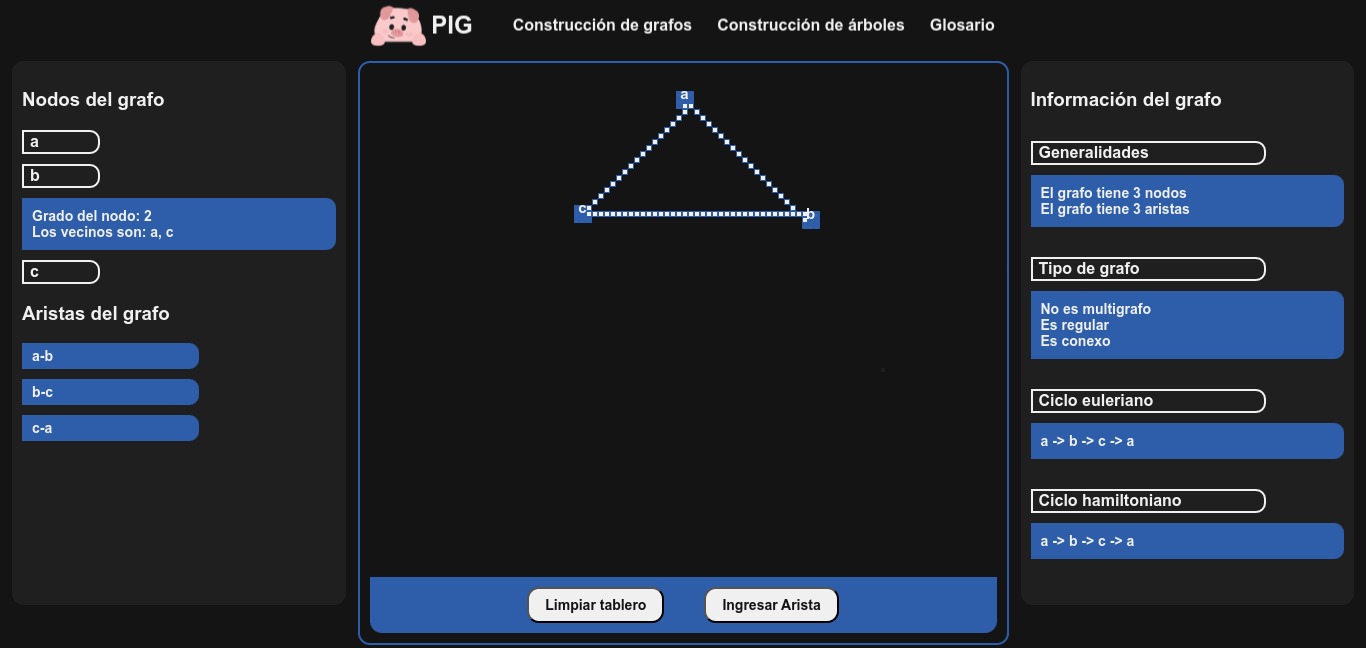 PIG
Construcción de grafos
Construcción de árboles
Glosario
Nodos del grafo
a
b
Grado del nodo: 2
Los vecinos son: a, c
c
Aristas del grafo
a-b
b-c
c-a
a
c
b
Limpiar tablero
Ingresar Arista
Información del grafo
Generalidades
El grafo tiene 3 nodos
El grafo tiene 3 aristas
Tipo de grafo
No es multigrafo
Es regular
Es conexo
Ciclo euleriano
a -> b -> c -> a
Ciclo hamiltoniano
a -> b -> c -> a